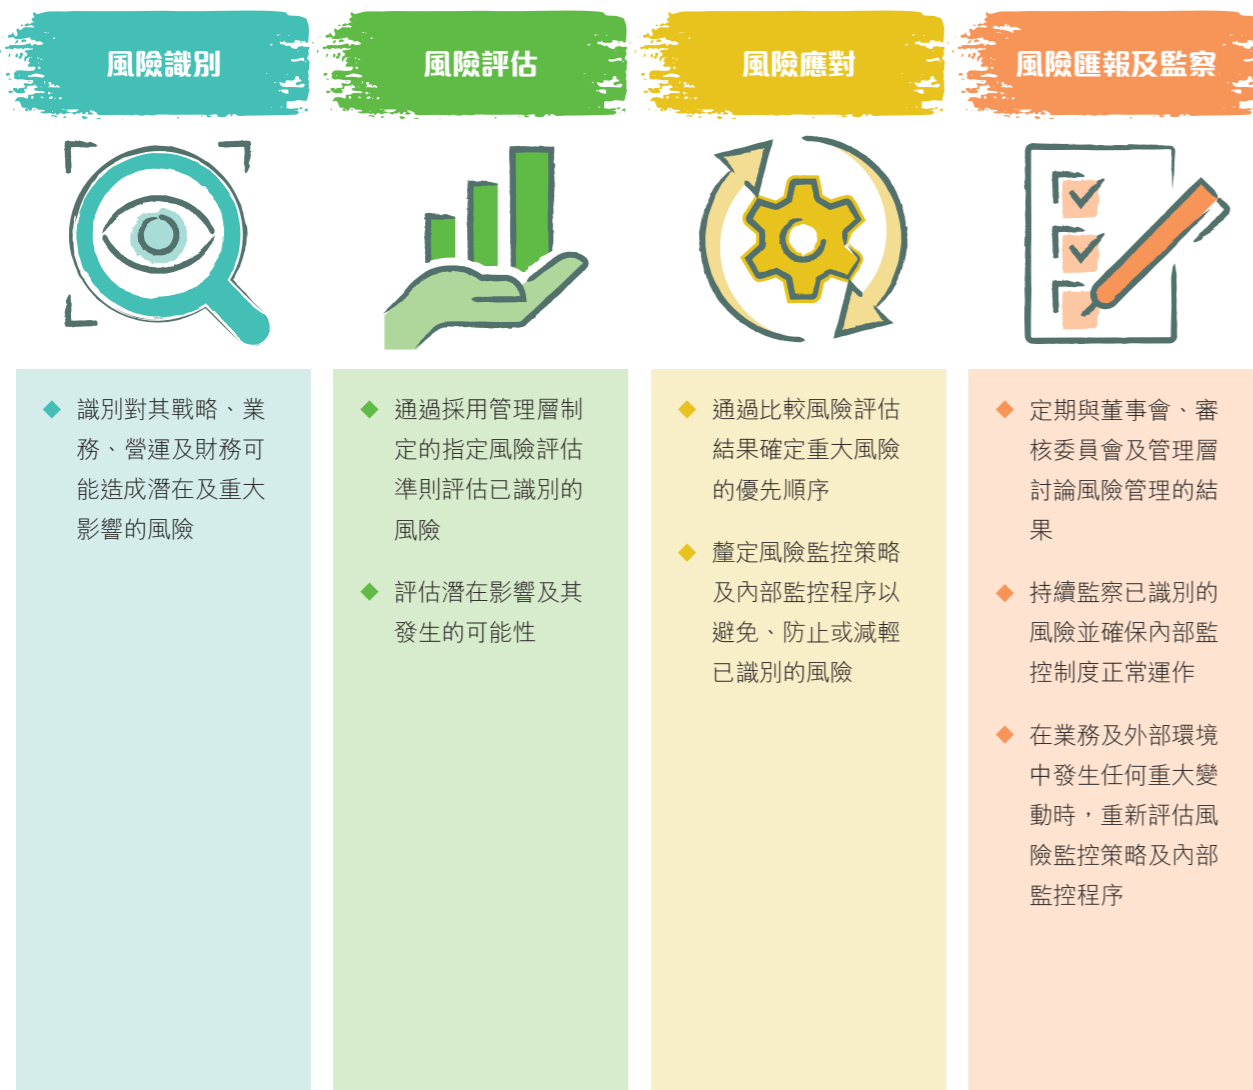 風險識別
識別對其戰略、業
務、營運及財務可
能造成潛在及重大
影響的風險
風險評估
通過採用管理層制
定的指定風險評估
準則評估已識別的
風險
評估潛在影響及其
發生的可能性
風險應對
通過比較風險評估
結果確定重大風險
的優先順序
釐定風險監控策略
及內部監控程序以
避免、防止或減輕
已識別的風險
風險匯報及監察
定期與董事會、審
核委員會及管理層
討論風險管理的結
果
持續監察已識別的
風險並確保內部監
控制度正常運作
在業務及外部環境
中發生任何重大變
動時，重新評估風
險監控策略及內部
監控程序